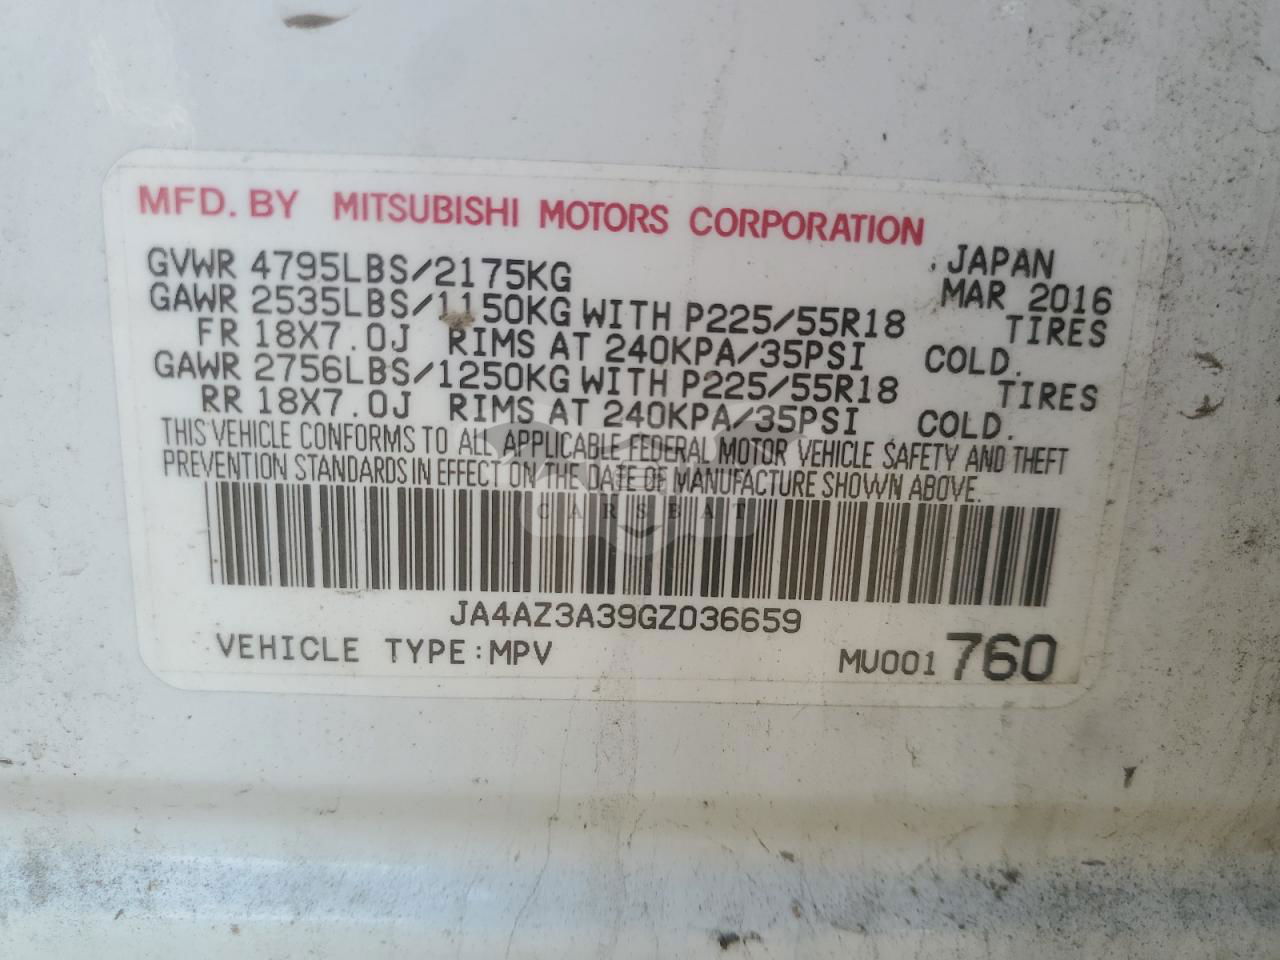 MFD. BY MITSUBISHI MOTORS CORPORATION
GVWR 4795LBS/2175KG JAPAN
MAR 2016
GAWR 2535LBS/1150KG WITH P225/55R18 TIRES
FR 18X7.0J RIMS AT 240KPA/35PSI COLD.
GAWR 2756LBS/1250KG WITH P225/55R18 TIRES
RR 18X7.0J RIMS AT 240KPA/35PSI COLD.
THIS VEHICLE CONFORMS TO ALL APPLICABLE FEDERAL MOTOR VEHICLE SAFETY AND THEFT
PREVENTION STANDARDS IN EFFECT ON THE DATE OF MANUFACTURE SHOWN ABOVE.
CARSBAT
JA4AZ3A39GZ036659
VEHICLE TYPE:MPV MU001 760